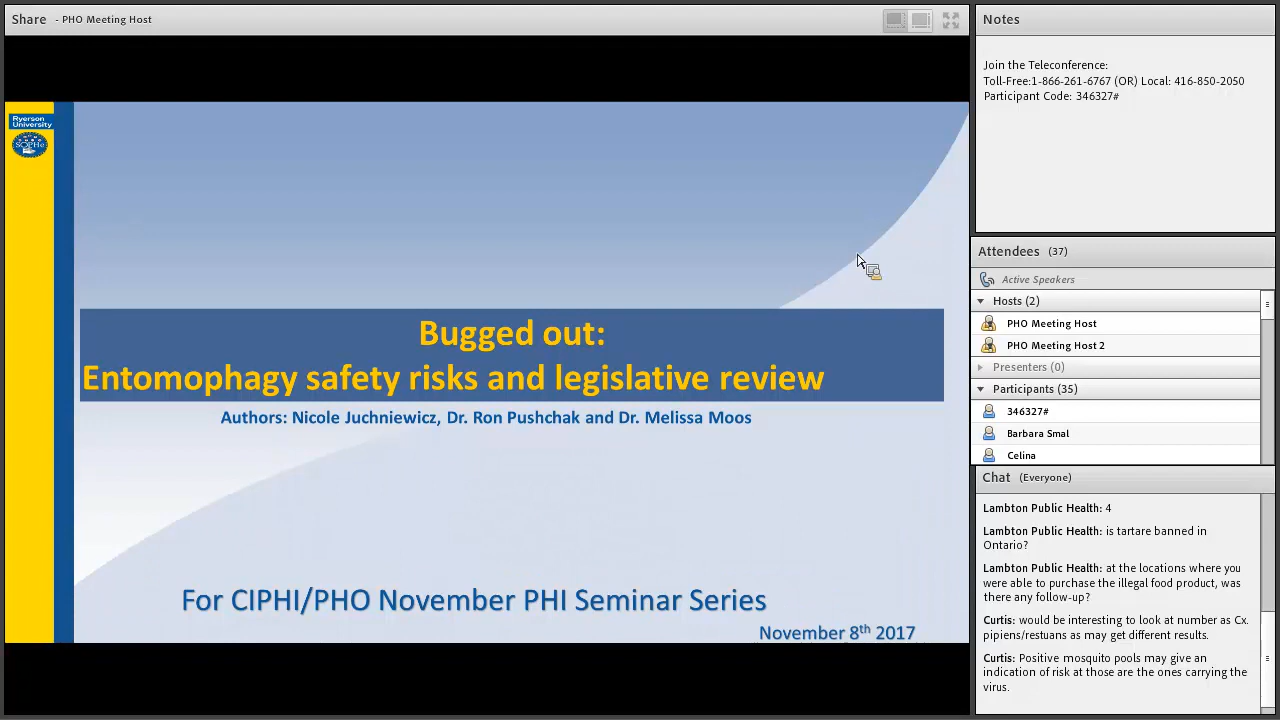 Share - PHO Meeting Host
Ryerson
University
SOPHe
Bugged out:
Entomophagy safety risks and legislative review
Authors: Nicole Juchniewicz, Dr. Ron Pushchak and Dr. Melissa Moos
For CIPHI/PHO November PHI Seminar Series
November 8th 2017
Notes
Join the Teleconference:
Toll-Free:1-866-261-6767 (OR) Local: 416-850-2050
Participant Code: 346327#
Attendees (37)
Active Speakers
Hosts (2)
PHO Meeting Host
PHO Meeting Host 2
Presenters (0)
Participants (35)
346327#
Barbara Smal
Celina
Chat (Everyone)
Lambton Public Health: 4
Lambton Public Health: is tartare banned in
Ontario?
Lambton Public Health: at the locations where you
were able to purchase the illegal food product, was
there any follow-up?
Curtis: would be interesting to look at number as Cx.
pipiens/restuans as may get different results.
Curtis: Positive mosquito pools may give an
indication of risk at those are the ones carrying the
virus.